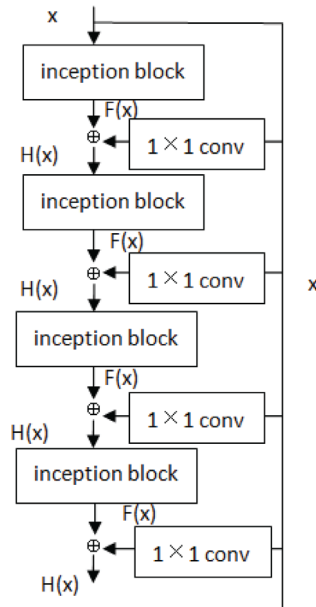 x
inception block
F(x)
1×1 conv
H(x)
inception block
F(x)
1×1 conv
x
H(x)
inception block
F(x)
1×1 conv
H(x)
inception block
F(x)
1×1 conv
H(x)